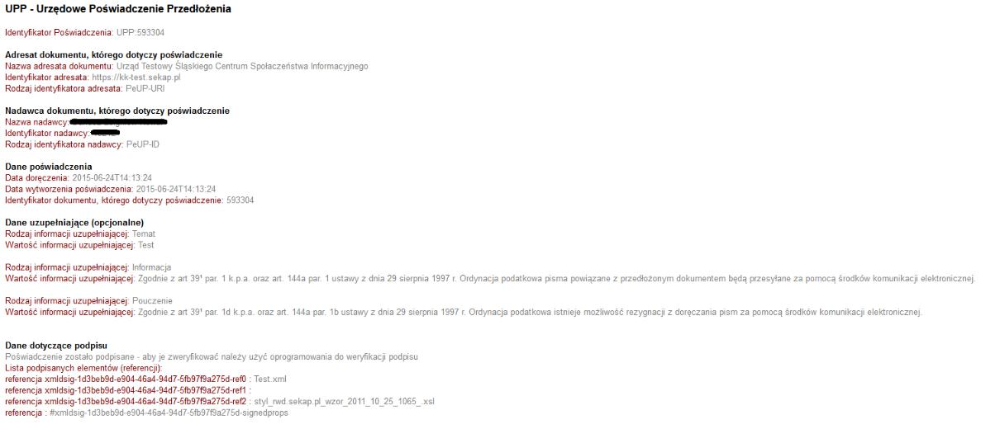 UPP - Urzędowe Poświadczenie Przedłożenia
Identyfikator Poświadczenia: UPP:593304
Adresat dokumentu, którego dotyczy poświadczenie
Nazwa adresata dokumentu: Urząd Testowy Śląskiego Centrum Społaczeństwa Informacyjnego
Identyfikator adresata: https://kk-test.sekap.pl
Rodzaj identyfikatora adresata: PeUP-URI
Nadawca dokumentu, którego dotyczy poświadczenie
Nazwa nadawcy:
Identyfikator nadawcy:
Rodzaj identyfikatora nadawcy: PeUP-ID
Dane poświadczenia
Data doręczenia: 2015-06-24T14:13:24
Data wytworzenia poświadczenia: 2015-06-24T14:13:24
Identyfikator dokumentu, którego dotyczy poświadczenie: 593304
Dane uzupełniające (opcjonalne)
Rodzaj informacji uzupełniającej: Temat
Wartość informacji uzupełniającej: Test
Rodzaj informacji uzupełniającej: Informacja
Wartość informacji uzupełniającej: Zgodnie z art 39¹ par. 1 k.p.a. oraz art. 144a par. 1 ustawy z dnia 29 sierpnia 1997 r. Ordynacja podatkowa pisma powiązane z przedłożonym dokumentem będą przesyłane za pomocą środków komunikacji elektronicznej.
Rodzaj informacji uzupełniającej: Pouczenie
Wartość informacji uzupełniającej: Zgodnie z art 39¹ par. 1d k.p.a. oraz art. 144a par. 1b ustawy z dnia 29 sierpnia 1997 r. Ordynacja podatkowa istnieje możliwość rezygnacji z doręczania pism za pomocą środków komunikacji elektronicznej.
Dane dotyczące podpisu
Poświadczenie zostało podpisane - aby je zweryfikować należy użyć oprogramowania do weryfikacji podpisu
Lista podpisanych elementów (referencji):
referencja xmldsig-1d3beb9d-e904-46a4-94d7-5fb97f9a275d-ref0 : Test.xml
referencja xmldsig-1d3beb9d-e904-46a4-94d7-5fb97f9a275d-ref1 :
referencja xmldsig-1d3beb9d-e904-46a4-94d7-5fb97f9a275d-ref2 : styl_rwd.sekap.pl_wzor_2011_10_25_1065_.xsl
referencja : #xmldsig-1d3beb9d-e904-46a4-94d7-5fb97f9a275d-signedprops